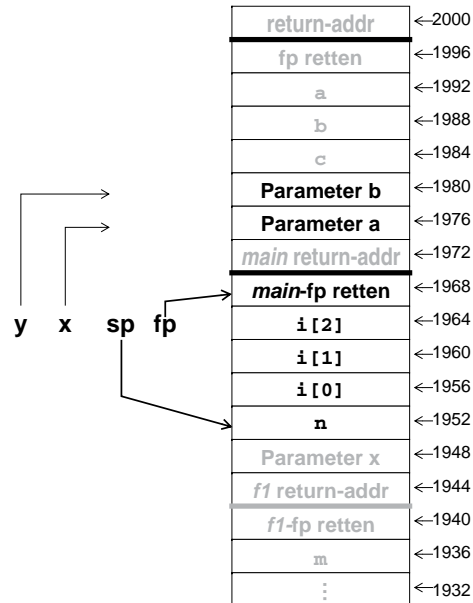 return-addr 2000
fp retten 1996
a 1992
b 1988
c 1984
Parameter b 1980
Parameter a 1976
main return-addr 1972
main-fp retten 1968
y x sp fp
i[2] 1964
i[1] 1960
i[0] 1956
n 1952
Parameter x 1948
f1 return-addr 1944
f1-fp retten 1940
m 1936
⋮ 1932